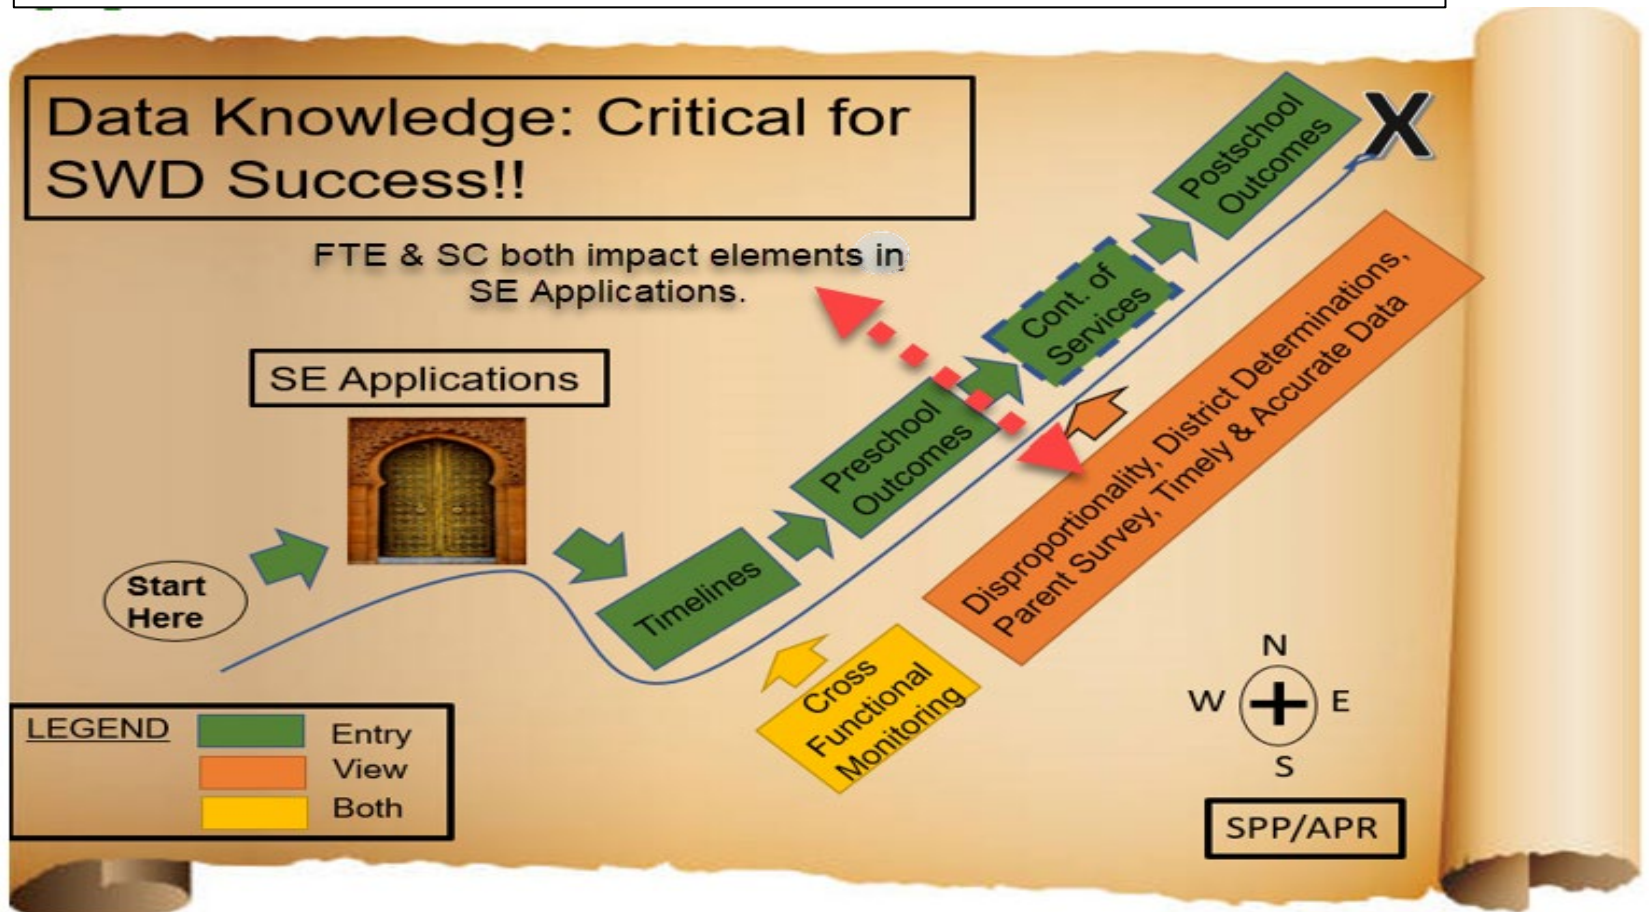 Data Knowledge: Critical for
SWD Success!!
FTE & SC both impact elements in
SE Applications.
SE Applications
Start
Here
Timelines
Preschool
Outcomes
Cont. of
Services
Postschool
Outcomes
X
Disproportionality, District Determinations,
Parent Survey, Timely & Accurate Data
Cross
Functional
Monitoring
LEGEND
Entry
View
Both
N
W
E
S
SPP/APR